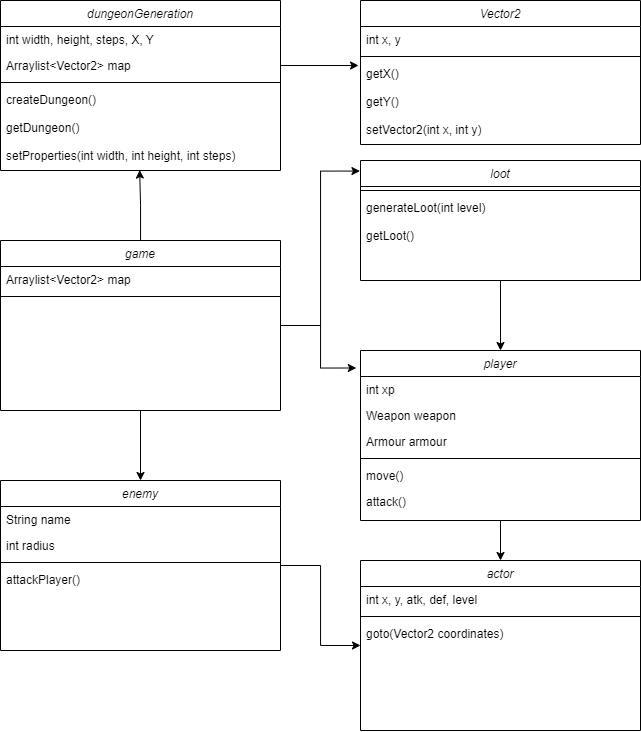 dungeonGeneration
int width, height, steps, X, Y
Arraylist<Vector2> map
createDungeon()
getDungeon()
setProperties(int width, int height, int steps)
Vector2
int x, y
getX()
getY()
setVector2(int x, int y)
loot
generateLoot(int level)
getLoot()
game
Arraylist<Vector2> map
player
int xp
Weapon weapon
Armour armour
move()
attack()
enemy
String name
int radius
attackPlayer()
actor
int x, y, atk, def, level
goto(Vector2 coordinates)